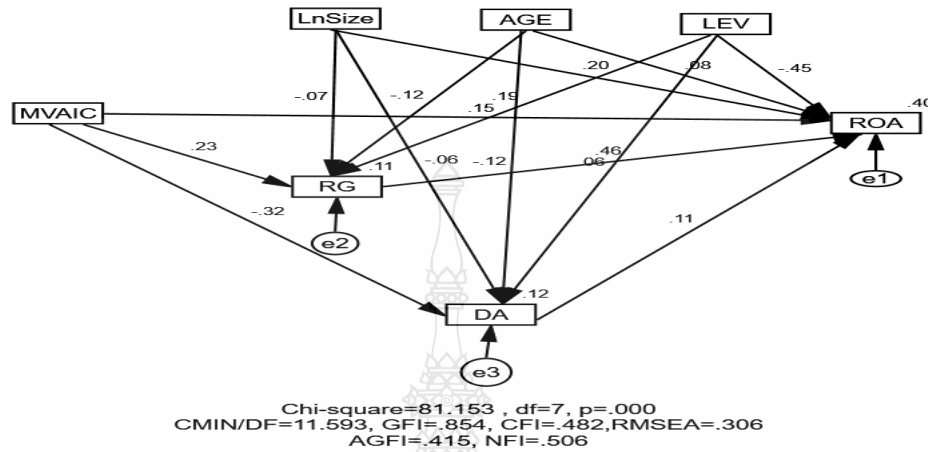 LnSize AGE LEV
.20 .08 -.45
-.07 -.12 .19
MVAIC .15 ROA .40
.23 -.06 -.12 .46
.11 .06 e1
RG
-.32 .11
e2
.12
DA
e3
Chi-square=81.153 , df=7, p=.000
CMIN/DF=11.593, GFI=.854, CFI=.482,RMSEA=.306
AGFI=.415, NFI=.506